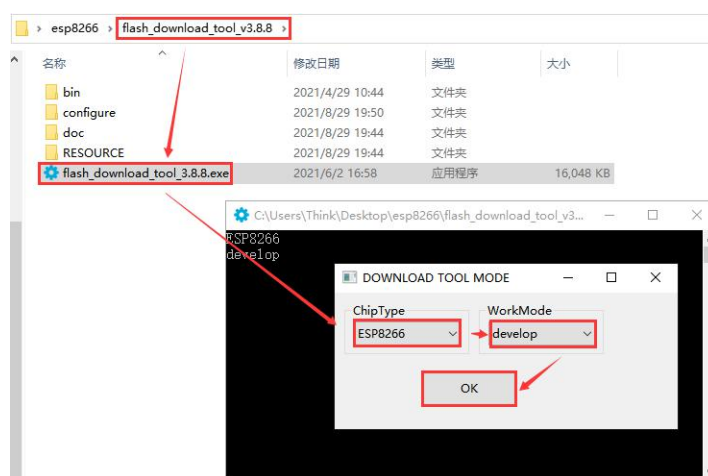 esp8266 > flash_download_tool_v3.8.8 >
名称 修改日期 类型 大小
bin 2021/4/29 10:44 文件夹
configure 2021/8/29 19:50 文件夹
doc 2021/8/29 19:44 文件夹
RESOURCE 2021/8/29 19:44 文件夹
flash_download_tool_3.8.8.exe 2021/6/2 16:58 应用程序 16,048 KB
C:\Users\Think\Desktop\esp8266\flash_download_tool_v3...
ESP8266
develop
DOWNLOAD TOOL MODE
ChipType WorkMode
ESP8266 develop
OK